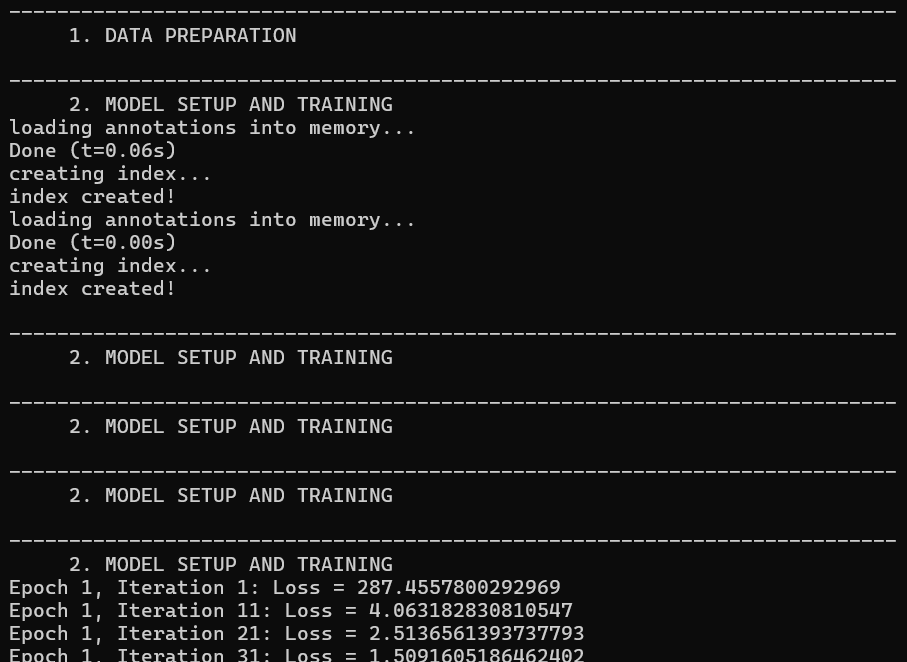 --------------------------------------------------------------------------
1. DATA PREPARATION
--------------------------------------------------------------------------
2. MODEL SETUP AND TRAINING
loading annotations into memory...
Done (t=0.06s)
creating index...
index created!
loading annotations into memory...
Done (t=0.00s)
creating index...
index created!
--------------------------------------------------------------------------
2. MODEL SETUP AND TRAINING
--------------------------------------------------------------------------
2. MODEL SETUP AND TRAINING
--------------------------------------------------------------------------
2. MODEL SETUP AND TRAINING
--------------------------------------------------------------------------
2. MODEL SETUP AND TRAINING
Epoch 1, Iteration 1: Loss = 287.4557800292969
Epoch 1, Iteration 11: Loss = 4.063182830810547
Epoch 1, Iteration 21: Loss = 2.5136561393737793
Epoch 1, Iteration 31: Loss = 1.5091605186462402